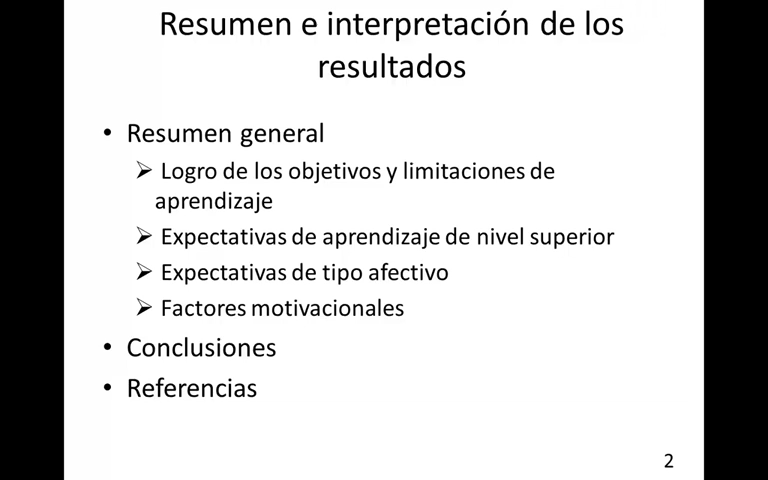 Resumen e interpretación de los
resultados
• Resumen general
➢ Logro de los objetivos y limitaciones de
aprendizaje
➢ Expectativas de aprendizaje de nivel superior
➢ Expectativas de tipo afectivo
➢ Factores motivacionales
• Conclusiones
• Referencias
2